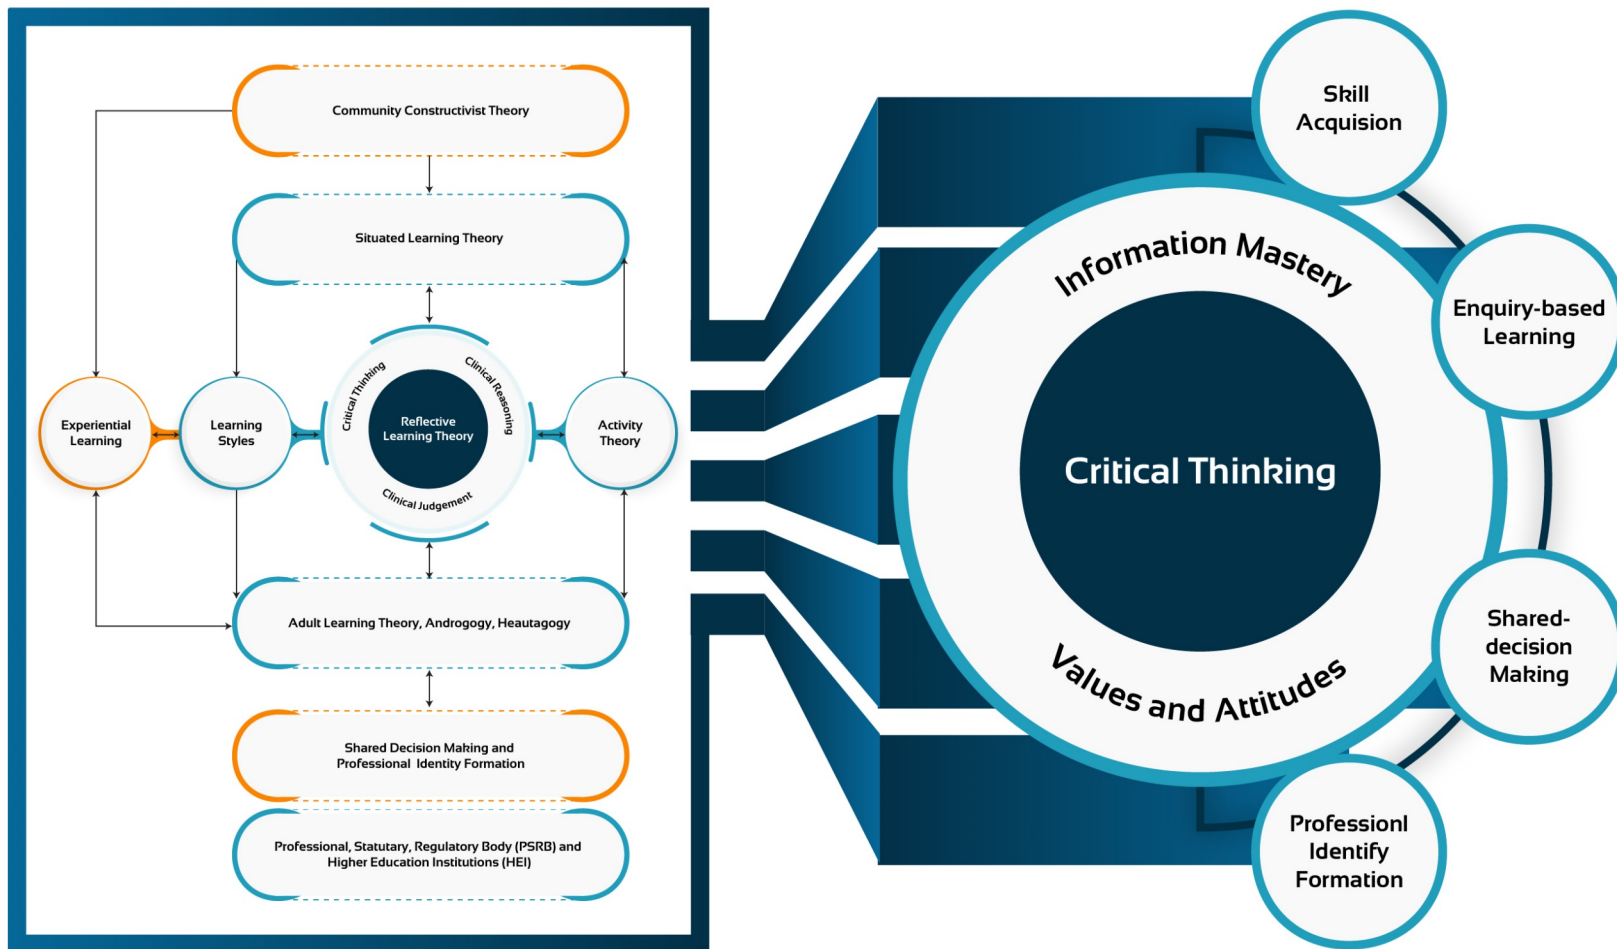 Community Constructivist Theory
Situated Learning Theory
Experiential
Learning
Learning
Styles
Critical Thinking
Clinical Reasoning
Clinical Judgement
Reflective
Learning Theory
Activity
Theory
Adult Learning Theory, Androgogy, Heautagogy
Shared Decision Making and
Professional Identity Formation
Professional, Statutary, Regulatory Body (PSRB) and
Higher Education Institutions (HEI)
Information Mastery
Critical Thinking
Values and Attitudes
Skill
Acquision
Enquiry-based
Learning
Shared-
decision
Making
Professionl
Identify
Formation